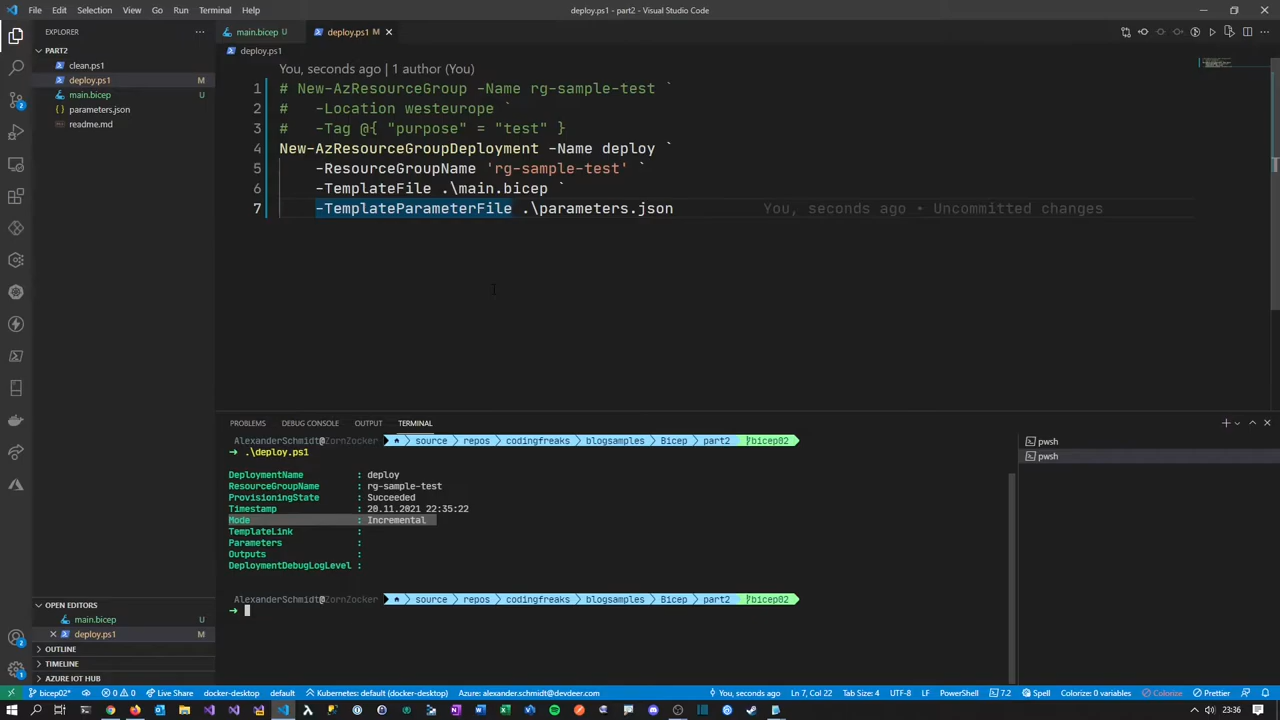 File Edit Selection View Go Run Terminal Help
deploy.ps1 - part2 - Visual Studio Code
EXPLORER
PART2
clean.ps1
deploy.ps1 M
main.bicep U
parameters.json
readme.md
main.bicep U
deploy.ps1 M
deploy.ps1
You, seconds ago | 1 author (You)
1 # New-AzResourceGroup -Name rg-sample-test `
2 #   -Location westeurope `
3 #   -Tag @{ "purpose" = "test" }
4 New-AzResourceGroupDeployment -Name deploy `
5     -ResourceGroupName 'rg-sample-test' `
6     -TemplateFile .\main.bicep `
7     -TemplateParameterFile .\parameters.json You, seconds ago • Uncommitted changes
PROBLEMS DEBUG CONSOLE OUTPUT TERMINAL
AlexanderSchmidt@ZornZocker source repos codingfreaks blogsamples Bicep part2 bicep02
→ .\deploy.ps1
DeploymentName : deploy
ResourceGroupName : rg-sample-test
ProvisioningState : Succeeded
Timestamp : 20.11.2021 22:35:22
Mode : Incremental
TemplateLink :
Parameters :
Outputs :
DeploymentDebugLogLevel :
AlexanderSchmidt@ZornZocker source repos codingfreaks blogsamples Bicep part2 bicep02
→
pwsh
pwsh
OPEN EDITORS
main.bicep U
deploy.ps1 M
OUTLINE
TIMELINE
AZURE IOT HUB
bicep02* 0 0 Live Share docker-desktop default Kubernetes: default (docker-desktop) Azure: alexander.schmidt@devdeer.com You, seconds ago Ln 7, Col 22 Tab Size: 4 UTF-8 LF PowerShell 7.2 Spell Colorize: 0 variables Colorize Prettier
23:36